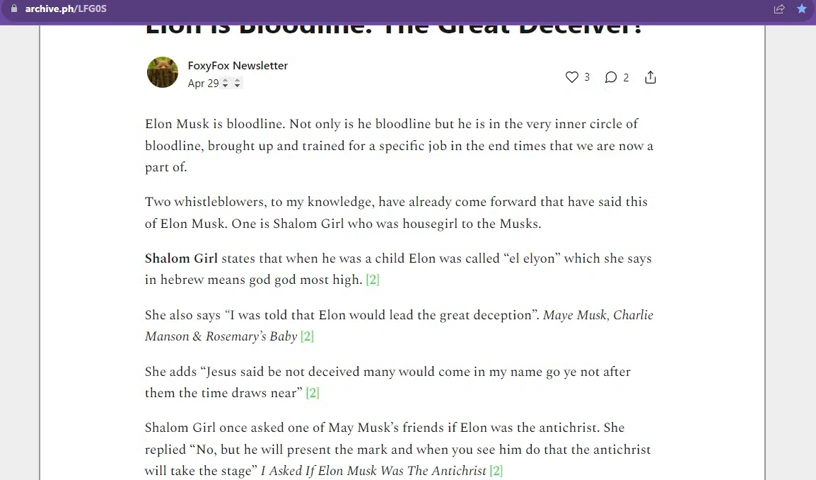 archive.ph/LFG0S
Elon is Bloodline. The Great Deceiver!
FoxyFox Newsletter
Apr 29
3
2
Elon Musk is bloodline. Not only is he bloodline but he is in the very inner circle of
bloodline, brought up and trained for a specific job in the end times that we are now a
part of.
Two whistleblowers, to my knowledge, have already come forward that have said this
of Elon Musk. One is Shalom Girl who was housegirl to the Musks.
Shalom Girl states that when he was a child Elon was called “el elyon” which she says
in hebrew means god god most high. [2]
She also says “I was told that Elon would lead the great deception”. Maye Musk, Charlie
Manson & Rosemary’s Baby [2]
She adds “Jesus said be not deceived many would come in my name go ye not after
them the time draws near” [2]
Shalom Girl once asked one of May Musk’s friends if Elon was the antichrist. She
replied “No, but he will present the mark and when you see him do that the antichrist
will take the stage” I Asked If Elon Musk Was The Antichrist [2]